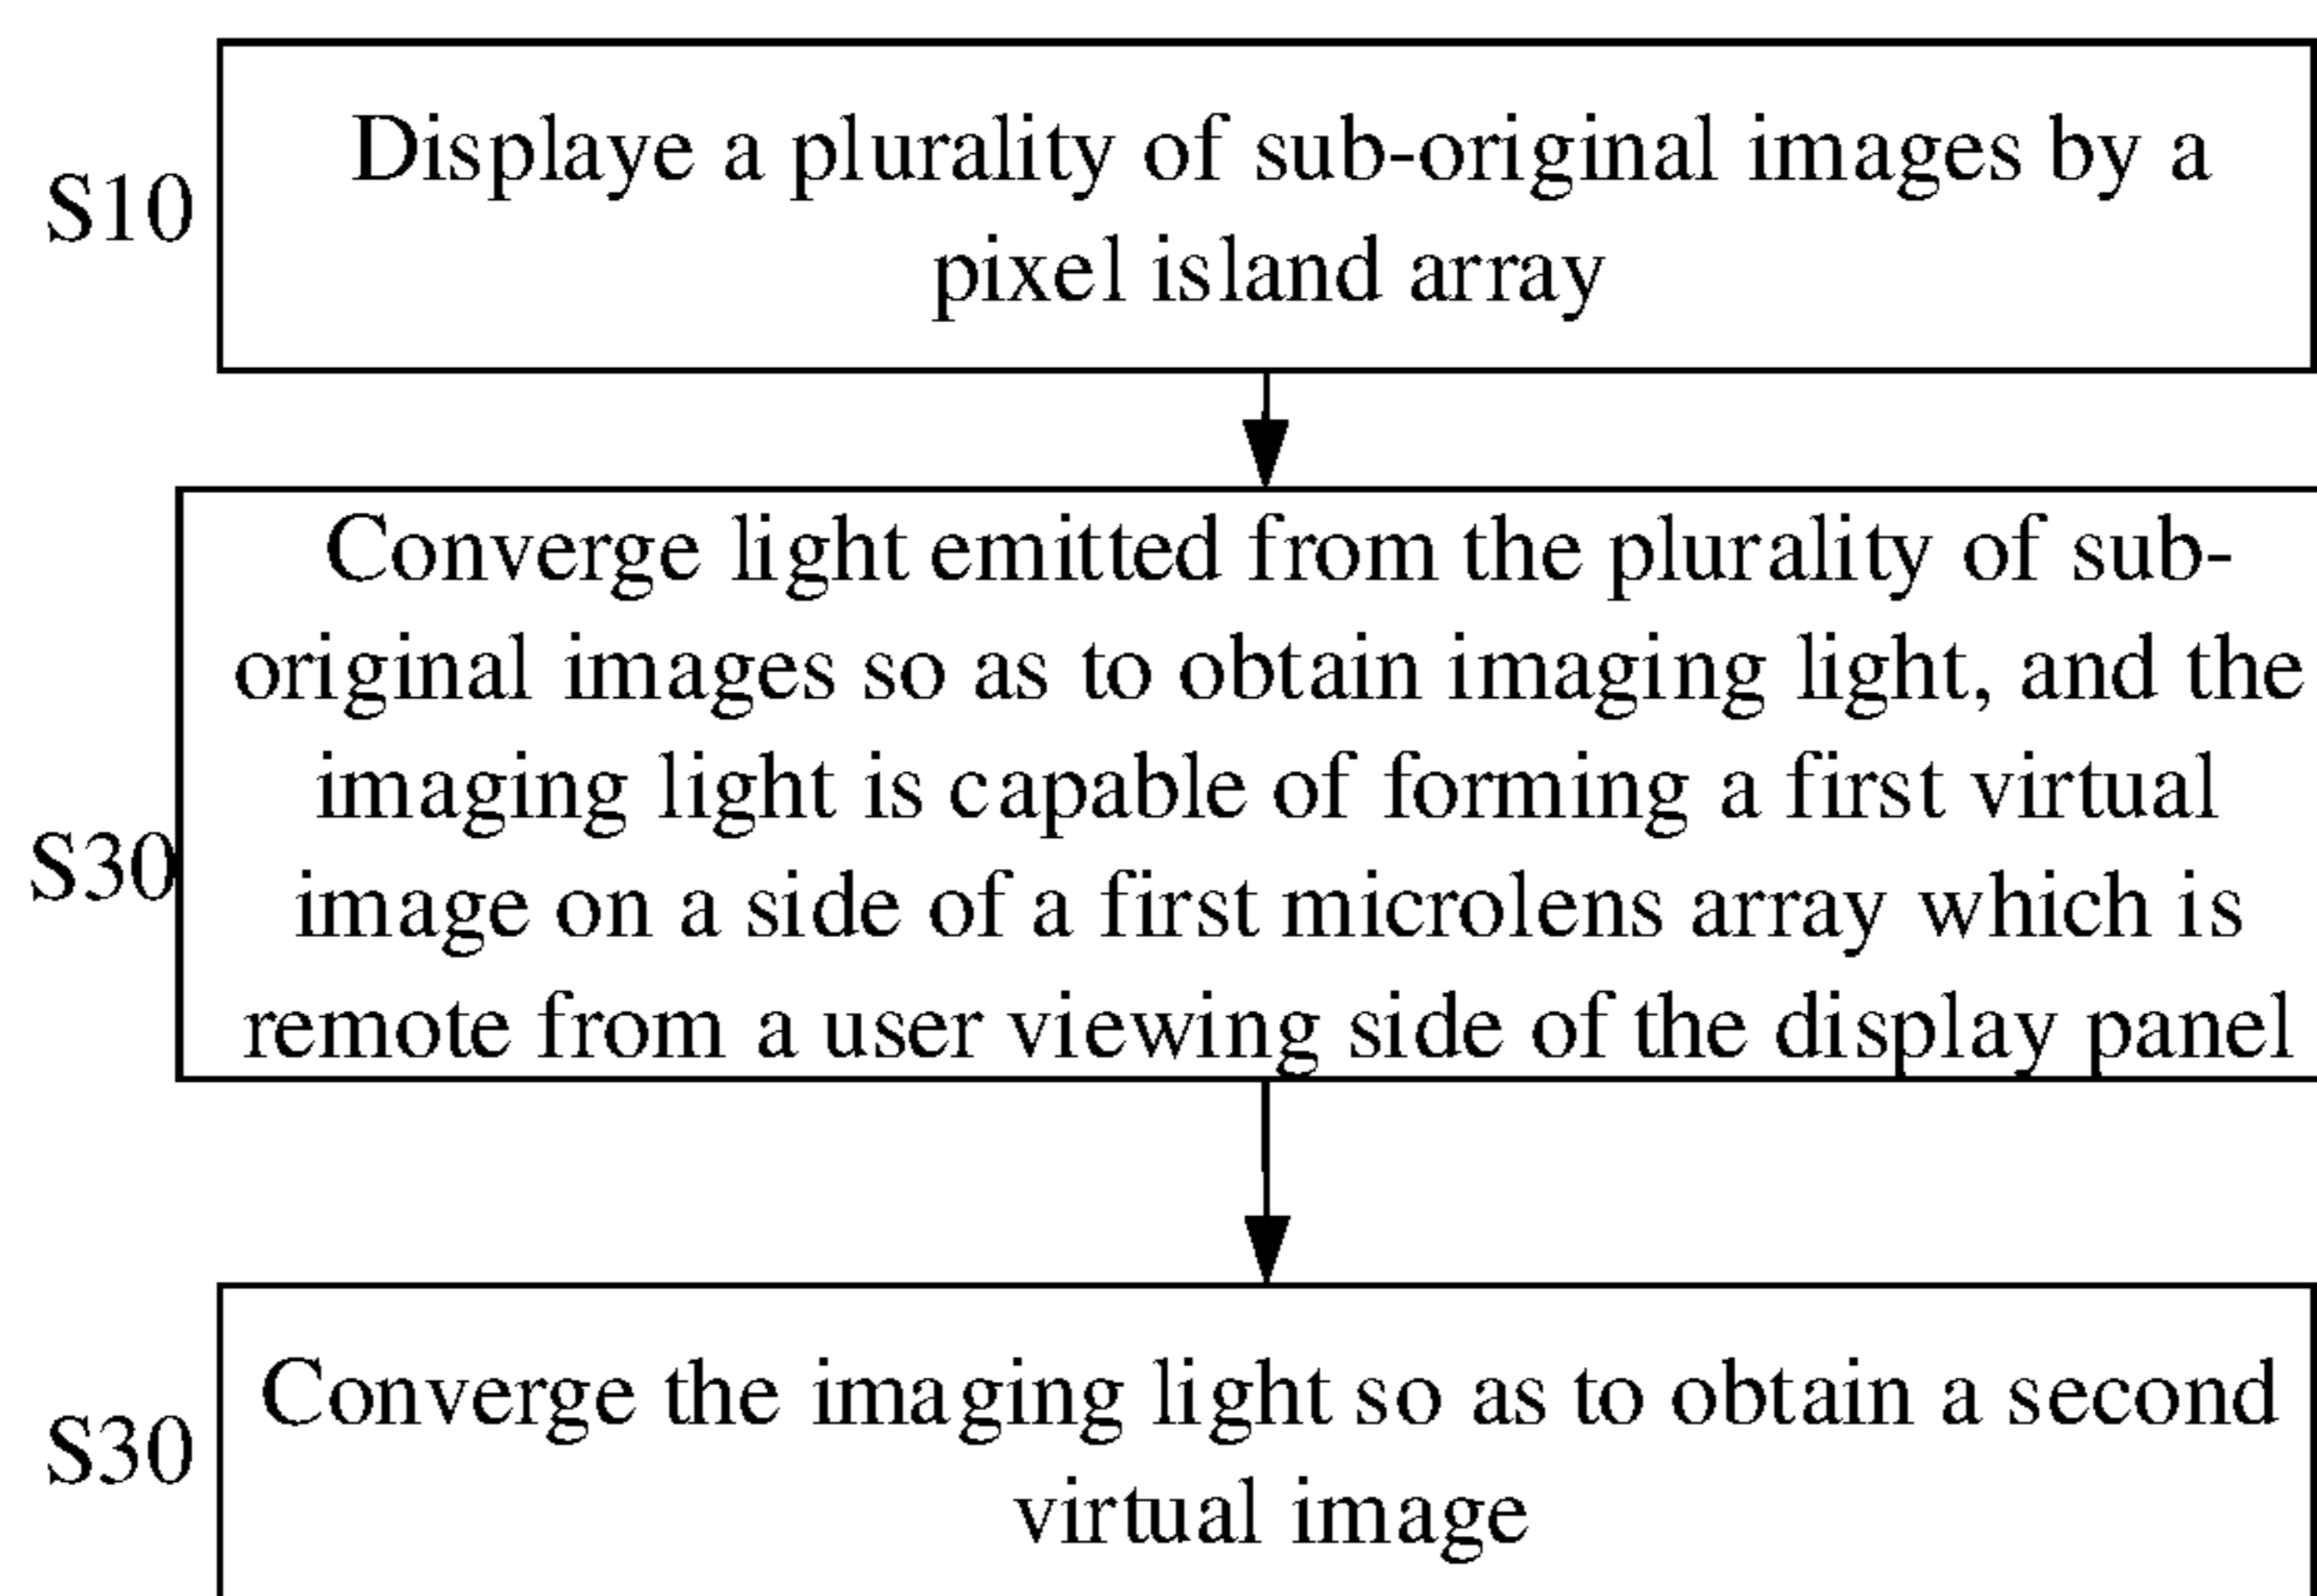 S10
Displaye a plurality of sub-original images by a
pixel island array
S30
Converge light emitted from the plurality of sub-
original images so as to obtain imaging light, and the
imaging light is capable of forming a first virtual
image on a side of a first microlens array which is
remote from a user viewing side of the display panel
S30
Converge the imaging light so as to obtain a second
virtual image